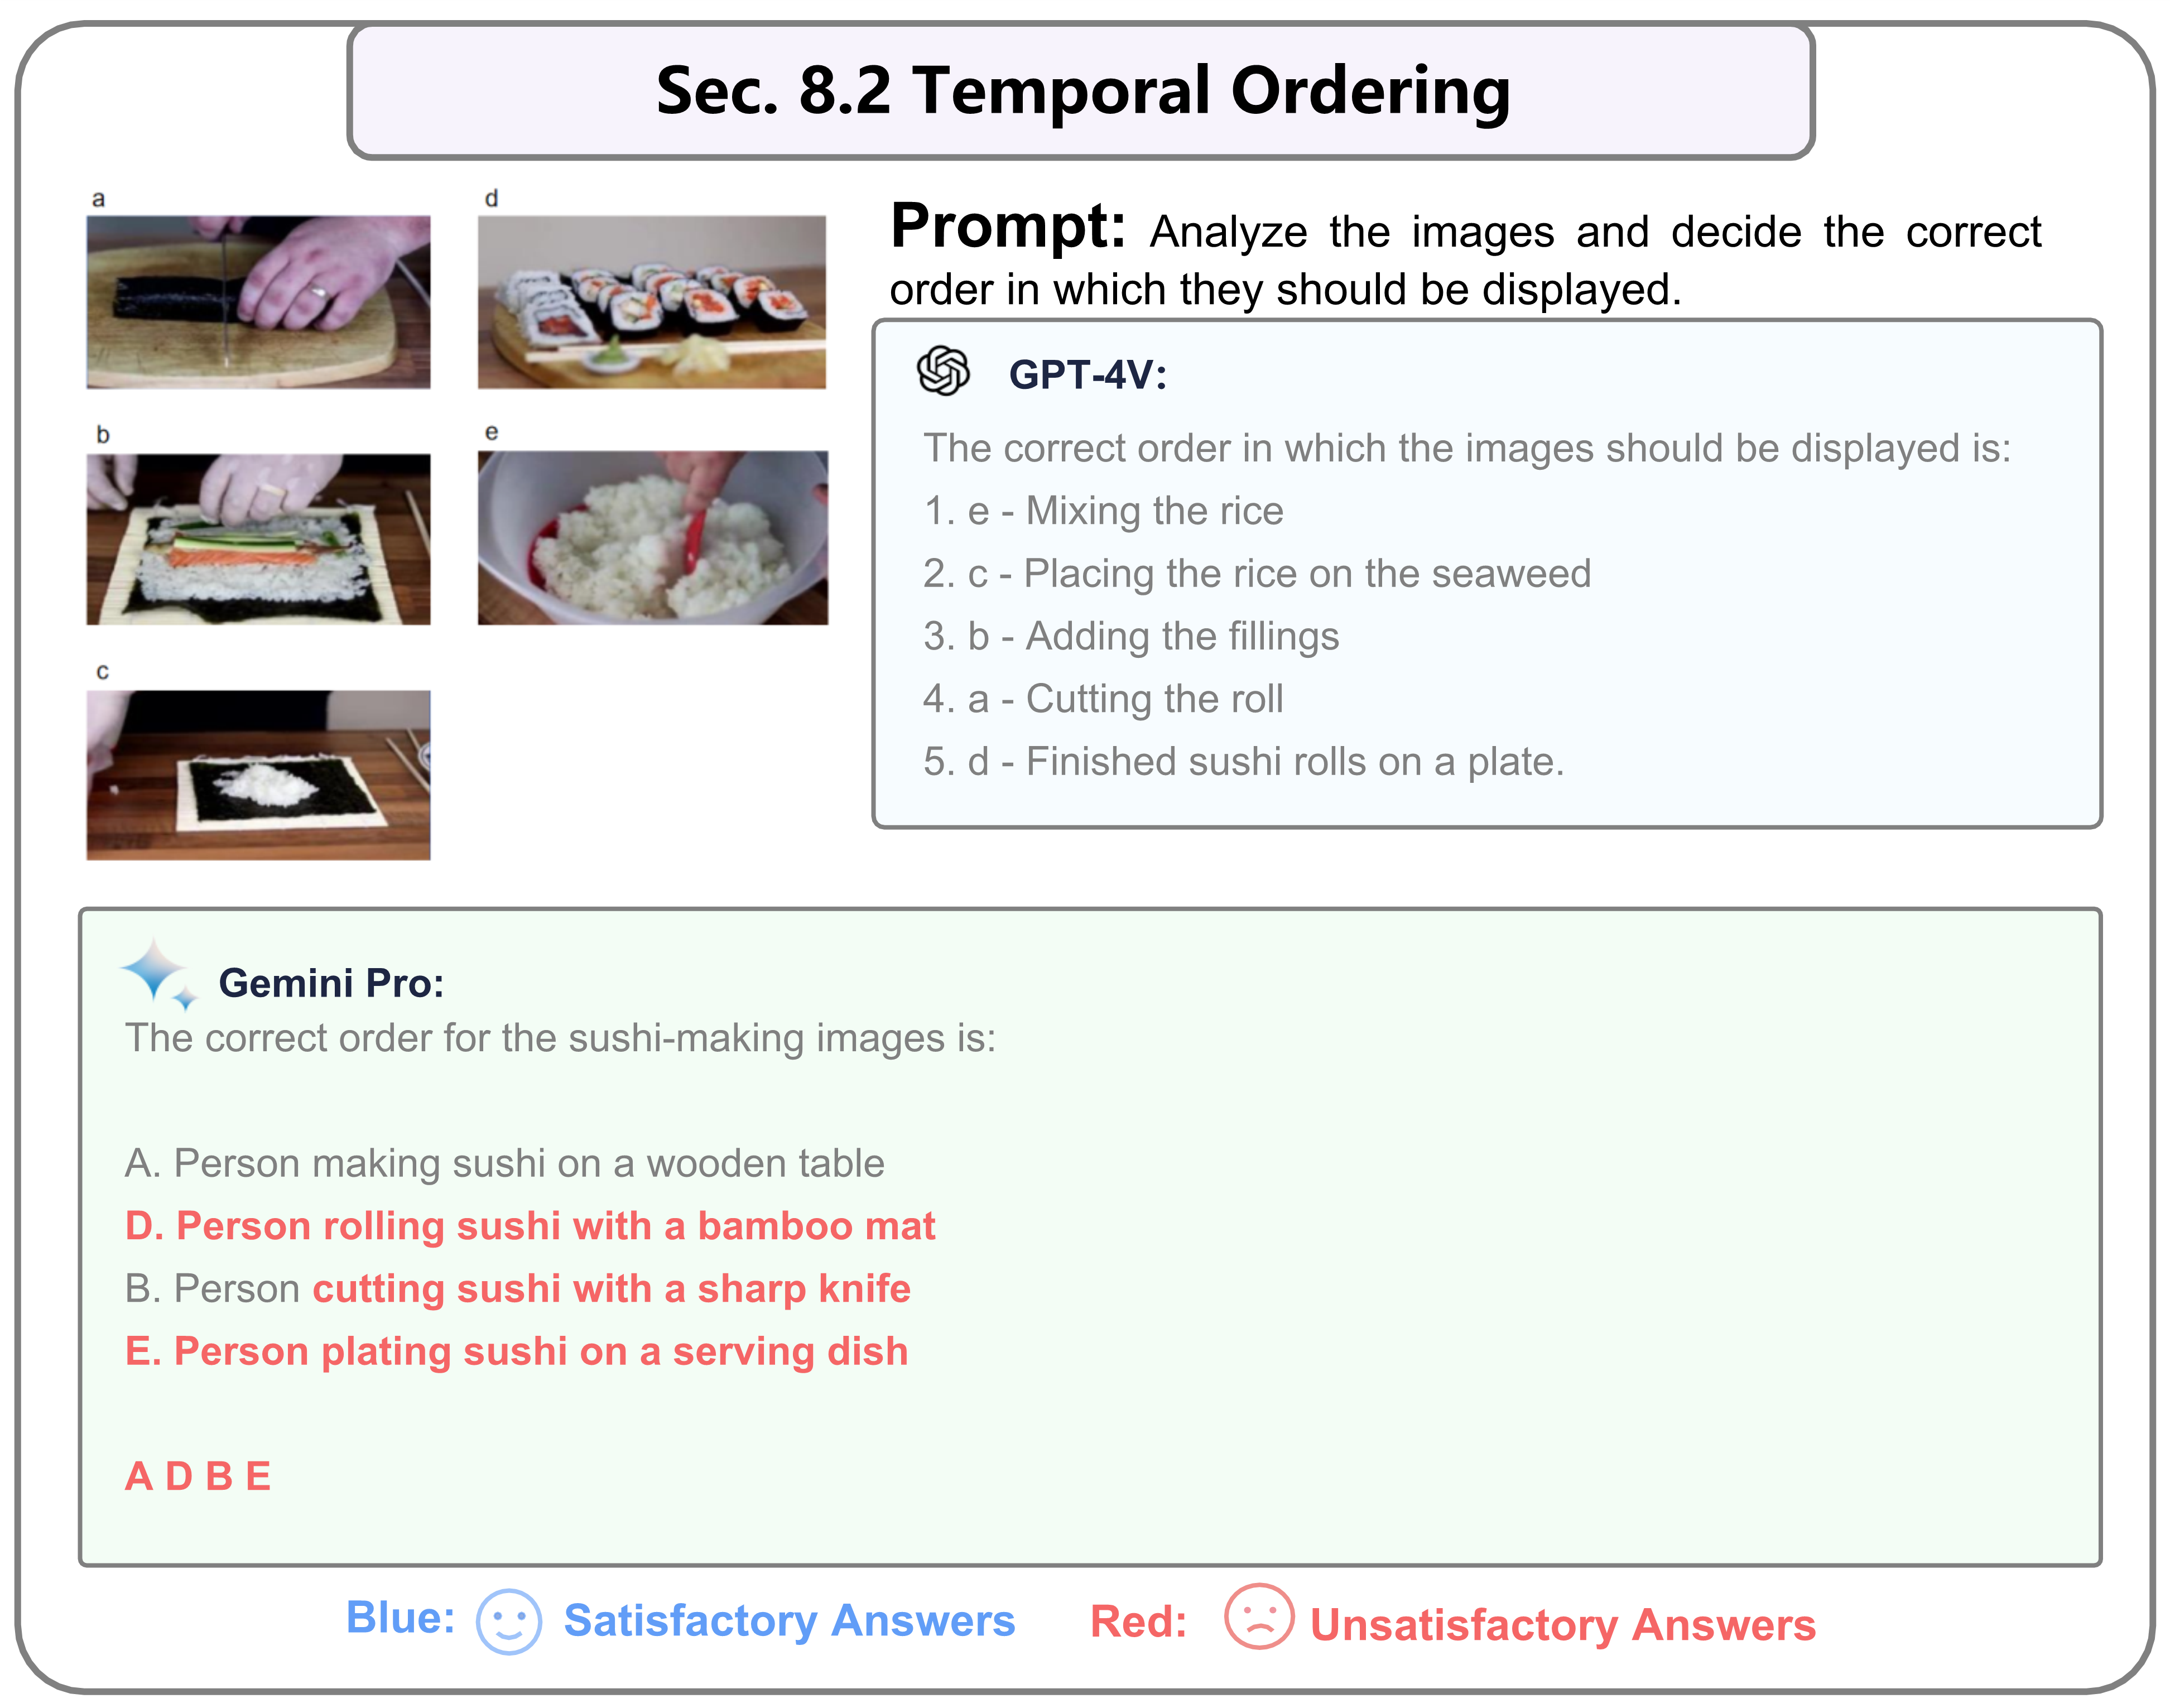 Sec. 8.2 Temporal Ordering
a
d
b
e
c
Prompt: Analyze the images and decide the correct
order in which they should be displayed.
GPT-4V:
The correct order in which the images should be displayed is:
1. e - Mixing the rice
2. c - Placing the rice on the seaweed
3. b - Adding the fillings
4. a - Cutting the roll
5. d - Finished sushi rolls on a plate.
Gemini Pro:
The correct order for the sushi-making images is:
A. Person making sushi on a wooden table
D. Person rolling sushi with a bamboo mat
B. Person cutting sushi with a sharp knife
E. Person plating sushi on a serving dish
A D B E
Blue: Satisfactory Answers Red: Unsatisfactory Answers